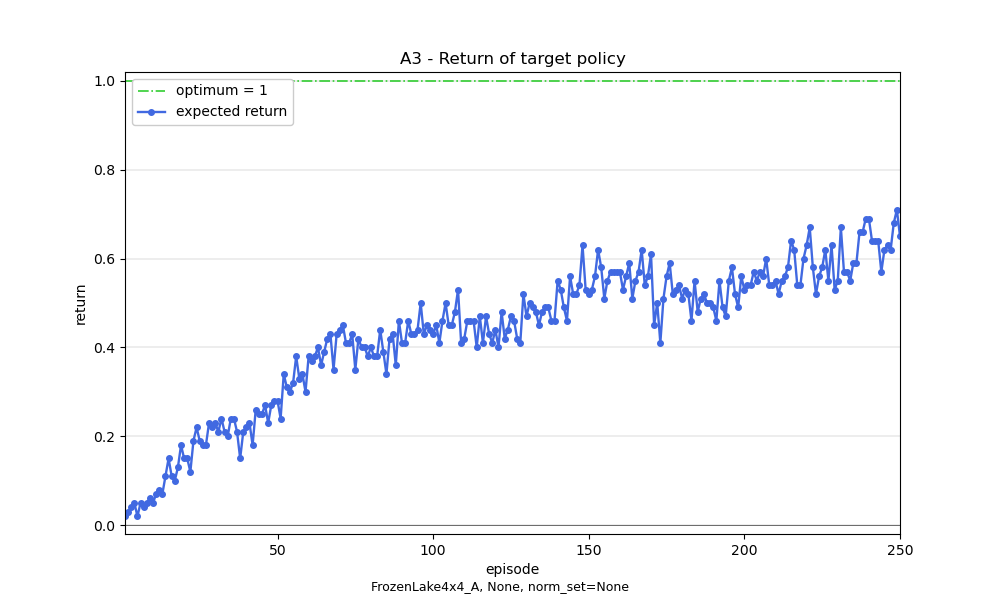 A3 - Return of target policy
optimum = 1
expected return
1.0
0.8
0.6
0.4
0.2
0.0
return
50 100 150 200 250
episode
FrozenLake4x4_A, None, norm_set=None